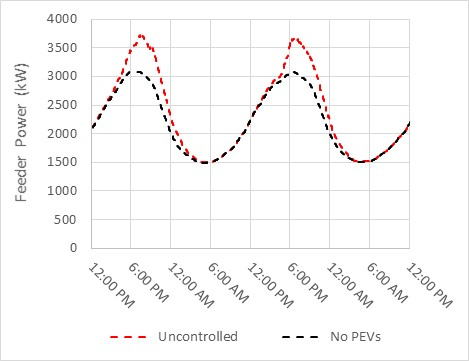 4000
3500
3000
2500
2000
1500
1000
500
0
Feeder Power (kW)
12:00 PM
6:00 PM
12:00 AM
6:00 AM
12:00 PM
6:00 PM
12:00 AM
6:00 AM
12:00 PM
Uncontrolled
No PEVs